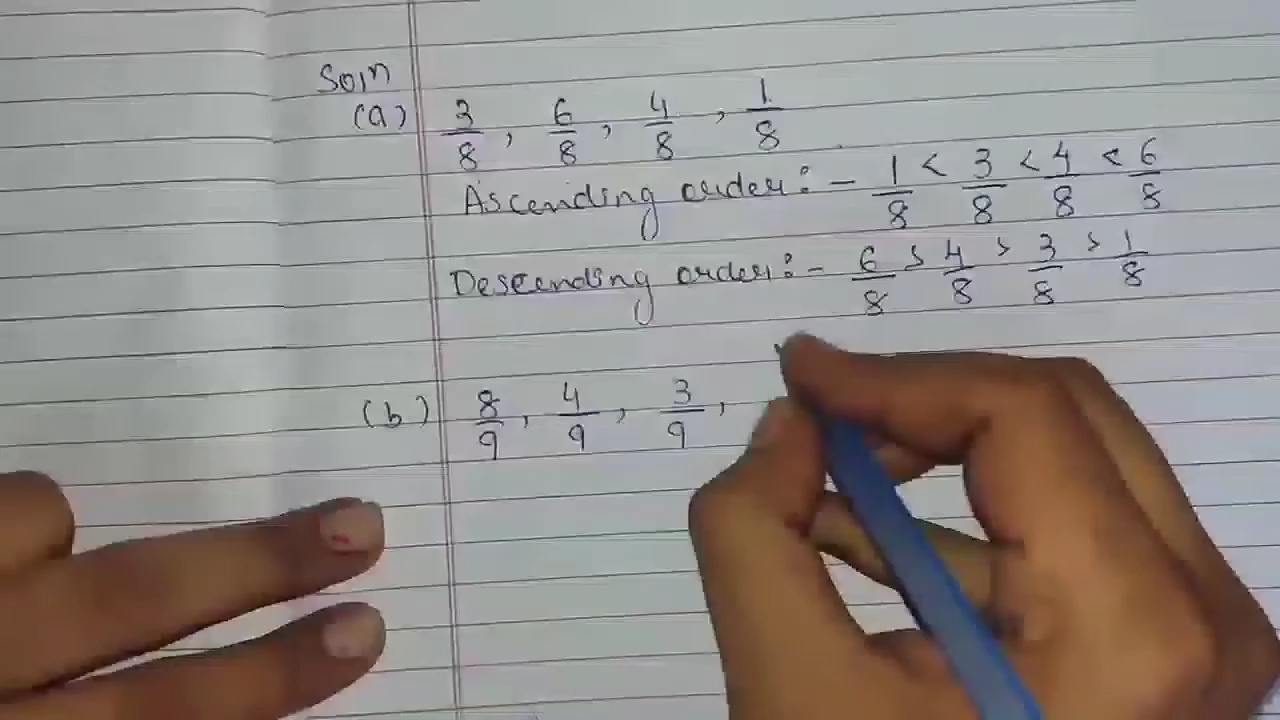 Soln
(a) 3/8, 6/8, 4/8, 1/8
Ascending order:- 1/8 < 3/8 < 4/8 < 6/8
Descending order:- 6/8 > 4/8 > 3/8 > 1/8
(b) 8/9, 4/9, 3/9,